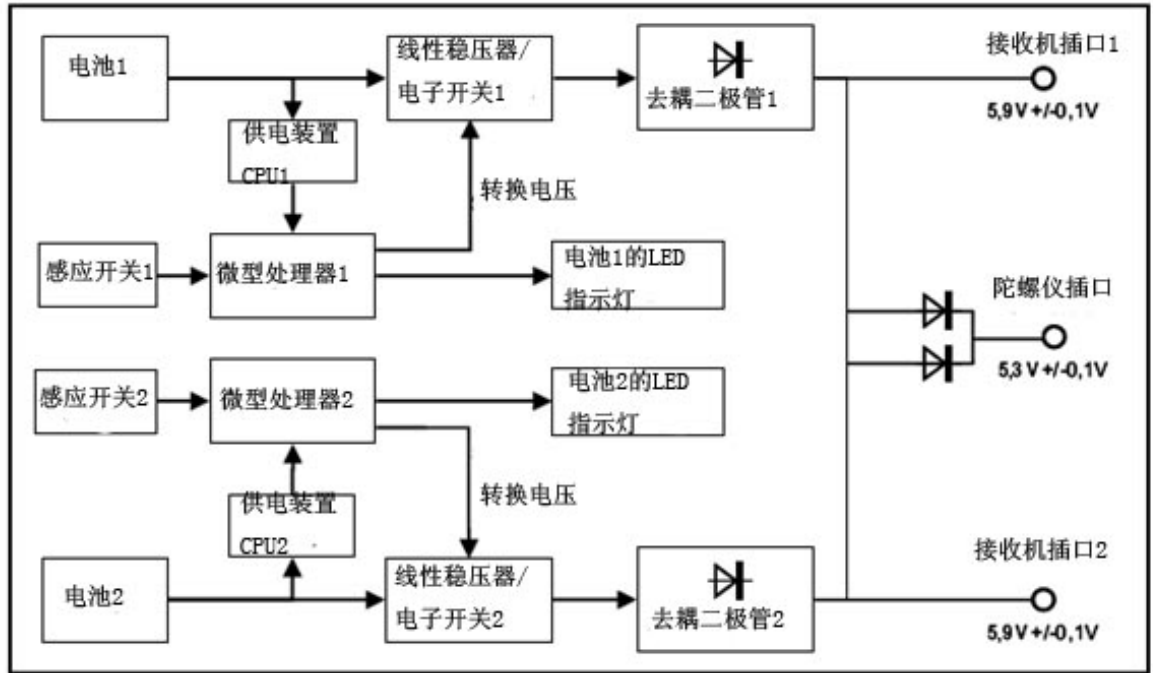 电池1
线性稳压器/
电子开关1
去耦二极管1
接收机插口1
5,9V +/-0,1V
供电装置
CPU1
转换电压
感应开关1
微型处理器1
电池1的LED
指示灯
陀螺仪插口
5,3V +/-0,1V
感应开关2
微型处理器2
电池2的LED
指示灯
供电装置
CPU2
转换电压
电池2
线性稳压器/
电子开关2
去耦二极管2
接收机插口2
5,9V +/-0,1V